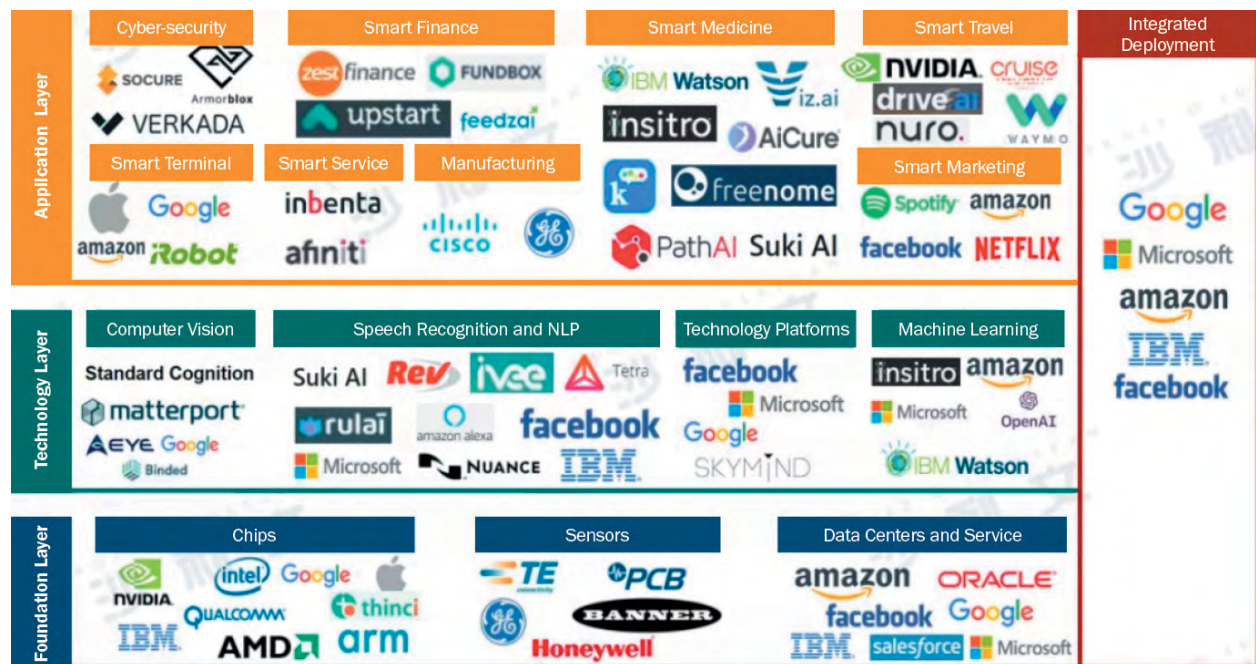 Application Layer
Cyber-security
SOCURE
Armorblox
VERKADA
Smart Finance
zest finance
FUNDBOX
upstart
feedzai
Smart Medicine
IBM Watson
viz.ai
insitro
AiCure
k
freenome
PathAI
Suki AI
Smart Travel
NVIDIA.
cruise
drive.ai
nuro.
WAYMO
Smart Terminal
Google
amazon
iRobot
Smart Service
inbenta
afiniti
Manufacturing
CISCO
GE
Smart Marketing
Spotify
amazon
facebook
NETFLIX
Technology Layer
Computer Vision
Standard Cognition
matterport
AEYE
Google
Binded
Speech Recognition and NLP
Suki AI
Rev
ivee
Tetra
rulai
amazon alexa
facebook
Microsoft
NUANCE
IBM
Technology Platforms
facebook
Microsoft
Google
SKYMIND
Machine Learning
insitro
amazon
Microsoft
OpenAI
IBM Watson
Foundation Layer
Chips
NVIDIA
intel
Google
QUALCOMM
thinci
IBM
AMD
arm
Sensors
TE
connectivity
PCB
GE
BANNER
Honeywell
Data Centers and Service
amazon
ORACLE
facebook
Google
IBM
salesforce
Microsoft
Integrated
Deployment
Google
Microsoft
amazon
IBM
facebook